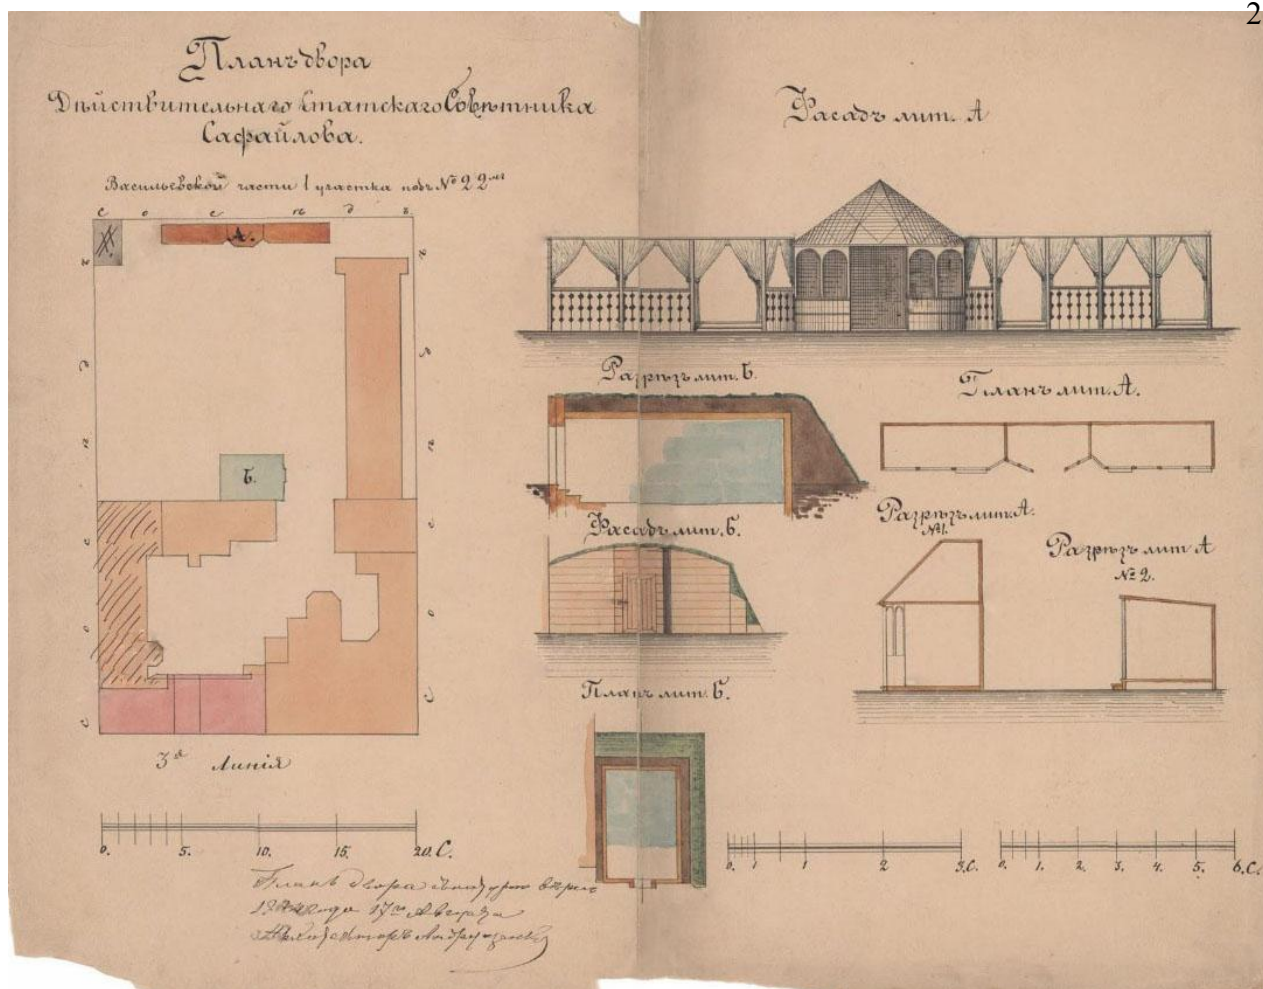 2
Планъ двора
Дѣйствительнаго Статскаго Совѣтника
Сафайлова.
Васильевской части 1 участка подъ № 22мъ
с о с ѣ д ъ.
А.
Б.
3я Линія
0. 5. 10. 15. 20. С.
Планъ двора
17го Августа
Фасадъ лит. А
Разрѣзъ лит. Б.
Планъ лит. А.
Фасадъ лит. Б.
Разрѣзъ лит. А.
№1.
Разрѣзъ лит А
№ 2.
Планъ лит. Б.
0. 1 1 2 3.С.
0. 1. 2. 3. 4. 5. 6.С.